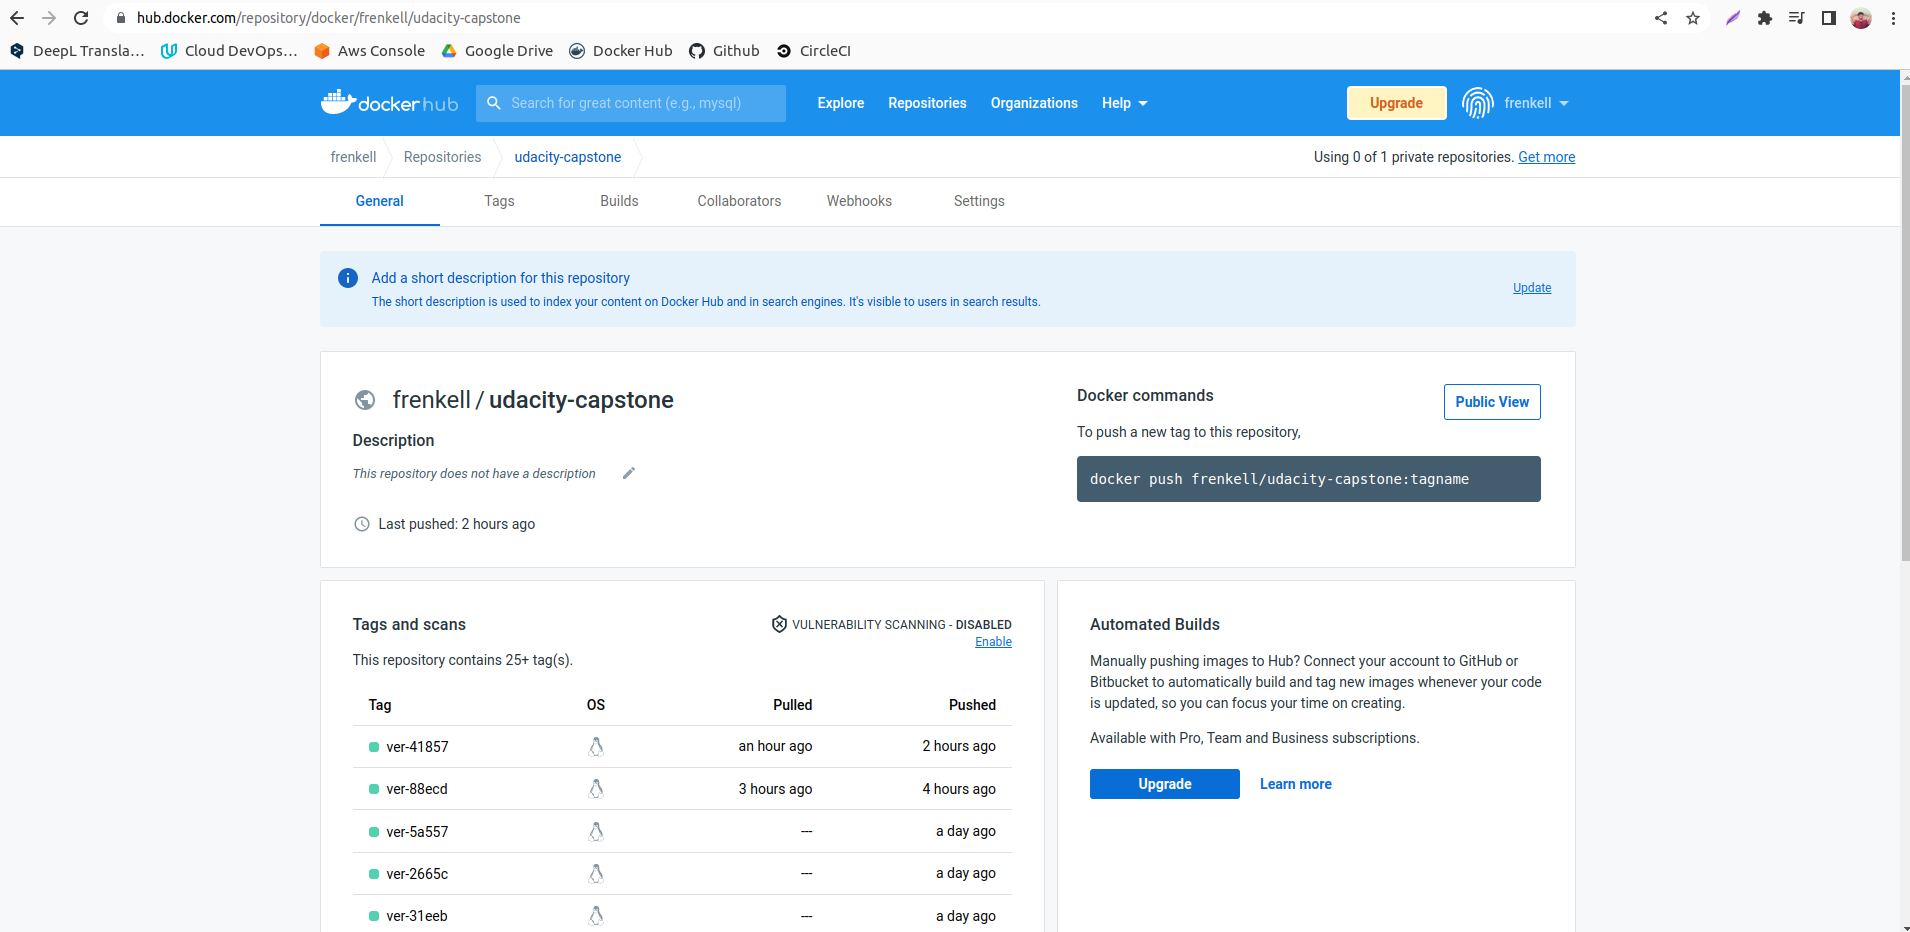 hub.docker.com/repository/docker/frenkell/udacity-capstone
DeepL Transla... Cloud DevOps... Aws Console Google Drive Docker Hub Github CircleCI
dockerhub Search for great content (e.g., mysql) Explore Repositories Organizations Help Upgrade frenkell
frenkell Repositories udacity-capstone Using 0 of 1 private repositories. Get more
General Tags Builds Collaborators Webhooks Settings
Add a short description for this repository
The short description is used to index your content on Docker Hub and in search engines. It's visible to users in search results.
Update
frenkell / udacity-capstone
Description
This repository does not have a description
Last pushed: 2 hours ago
Docker commands
Public View
To push a new tag to this repository,
docker push frenkell/udacity-capstone:tagname
Tags and scans
VULNERABILITY SCANNING - DISABLED
Enable
This repository contains 25+ tag(s).
Tag OS Pulled Pushed
ver-41857 an hour ago 2 hours ago
ver-88ecd 3 hours ago 4 hours ago
ver-5a557 --- a day ago
ver-2665c --- a day ago
ver-31eeb --- a day ago
Automated Builds
Manually pushing images to Hub? Connect your account to GitHub or
Bitbucket to automatically build and tag new images whenever your code
is updated, so you can focus your time on creating.
Available with Pro, Team and Business subscriptions.
Upgrade Learn more